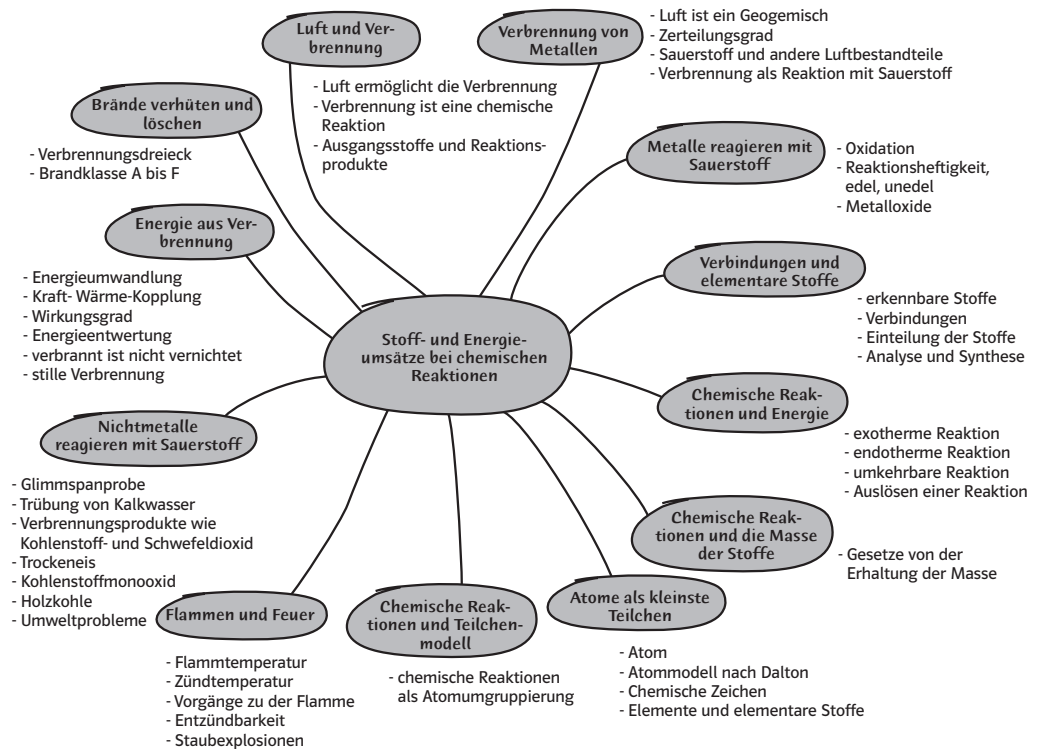 Stoff- und Energie-
umsätze bei chemischen
Reaktionen
Luft und Ver-
brennung
- Luft ermöglicht die Verbrennung
- Verbrennung ist eine chemische
Reaktion
- Ausgangsstoffe und Reaktions-
produkte
Verbrennung von
Metallen
- Luft ist ein Geogemisch
- Zerteilungsgrad
- Sauerstoff und andere Luftbestandteile
- Verbrennung als Reaktion mit Sauerstoff
Metalle reagieren mit
Sauerstoff
- Oxidation
- Reaktionsheftigkeit,
edel, unedel
- Metalloxide
Verbindungen und
elementare Stoffe
- erkennbare Stoffe
- Verbindungen
- Einteilung der Stoffe
- Analyse und Synthese
Chemische Reak-
tionen und Energie
- exotherme Reaktion
- endotherme Reaktion
- umkehrbare Reaktion
- Auslösen einer Reaktion
Chemische Reak-
tionen und die Masse
der Stoffe
- Gesetze von der
Erhaltung der Masse
Atome als kleinste
Teilchen
- Atom
- Atommodell nach Dalton
- Chemische Zeichen
- Elemente und elementare Stoffe
Chemische Reak-
tionen und Teilchen-
modell
- chemische Reaktionen
als Atomumgruppierung
Flammen und Feuer
- Flammtemperatur
- Zündtemperatur
- Vorgänge zu der Flamme
- Entzündbarkeit
- Staubexplosionen
Nichtmetalle
reagieren mit Sauerstoff
- Glimmspanprobe
- Trübung von Kalkwasser
- Verbrennungsprodukte wie
Kohlenstoff- und Schwefeldioxid
- Trockeneis
- Kohlenstoffmonooxid
- Holzkohle
- Umweltprobleme
Energie aus Ver-
brennung
- Energieumwandlung
- Kraft- Wärme-Kopplung
- Wirkungsgrad
- Energieentwertung
- verbrannt ist nicht vernichtet
- stille Verbrennung
Brände verhüten und
löschen
- Verbrennungsdreieck
- Brandklasse A bis F